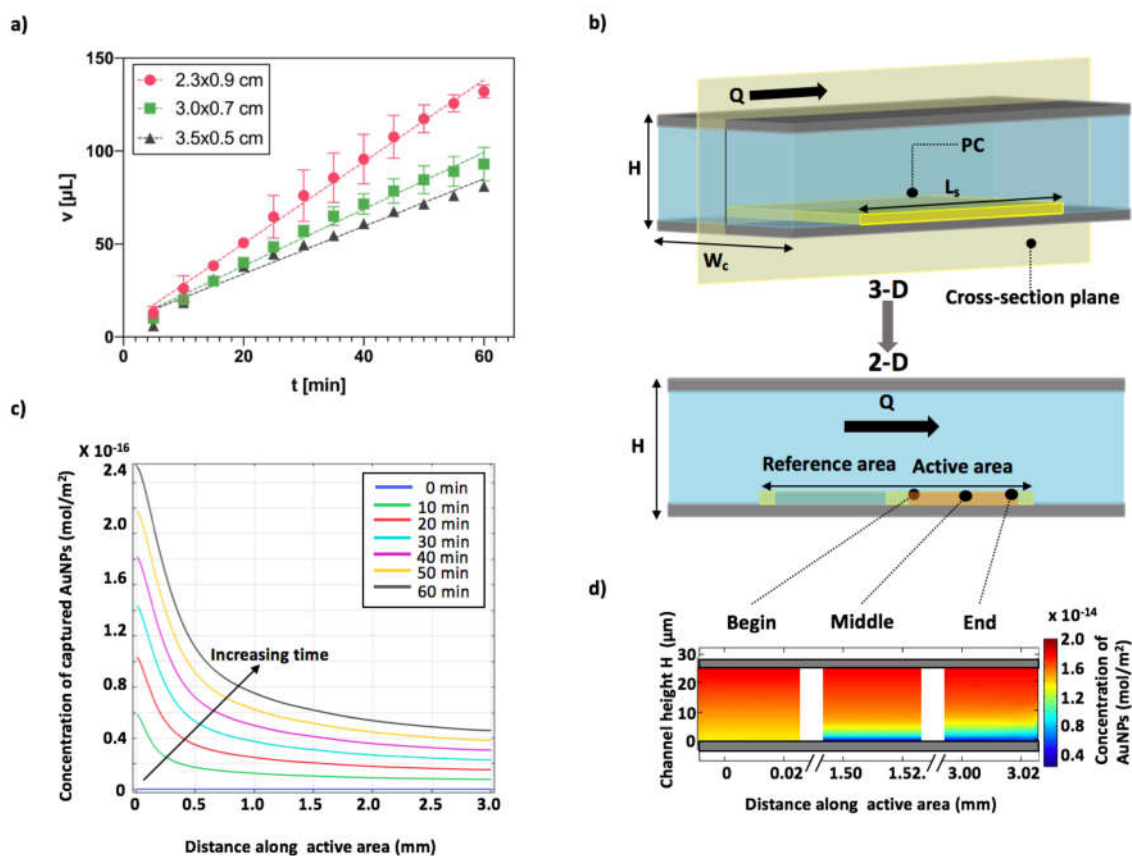 a)
150
100
50
0
v [µL]
2.3x0.9 cm
3.0x0.7 cm
3.5x0.5 cm
0
20
40
60
t [min]
b)
Q
H
PC
Ls
Wc
Cross-section plane
3-D
2-D
Q
H
Reference area
Active area
c)
X 10-16
2.4
2.0
1.6
1.2
0.8
0.4
0
Concentration of captured AuNPs (mol/m2)
0 min
10 min
20 min
30 min
40 min
50 min
60 min
Increasing time
0
0.5
1.0
1.5
2.0
2.5
3.0
Distance along active area (mm)
d)
Begin
Middle
End
Channel height H (µm)
30
20
10
0
0
0.02
//
1.50
1.52.
//
3.00
3.02
//
Distance along active area (mm)
x 10-14
2.0
1.6
1.2
0.8
0.4
Concentration of
AuNPs (mol/m2)